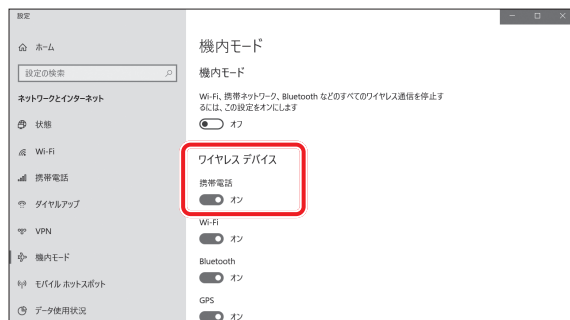 設定
ホーム
設定の検索
ネットワークとインターネット
状態
Wi-Fi
携帯電話
ダイヤルアップ
VPN
機内モード
モバイル ホットスポット
データ使用状況
機内モード
機内モード
Wi-Fi、携帯ネットワーク、Bluetooth などのすべてのワイヤレス通信を停止す
るには、この設定をオンにします
オフ
ワイヤレス デバイス
携帯電話
オン
Wi-Fi
オン
Bluetooth
オン
GPS
オン